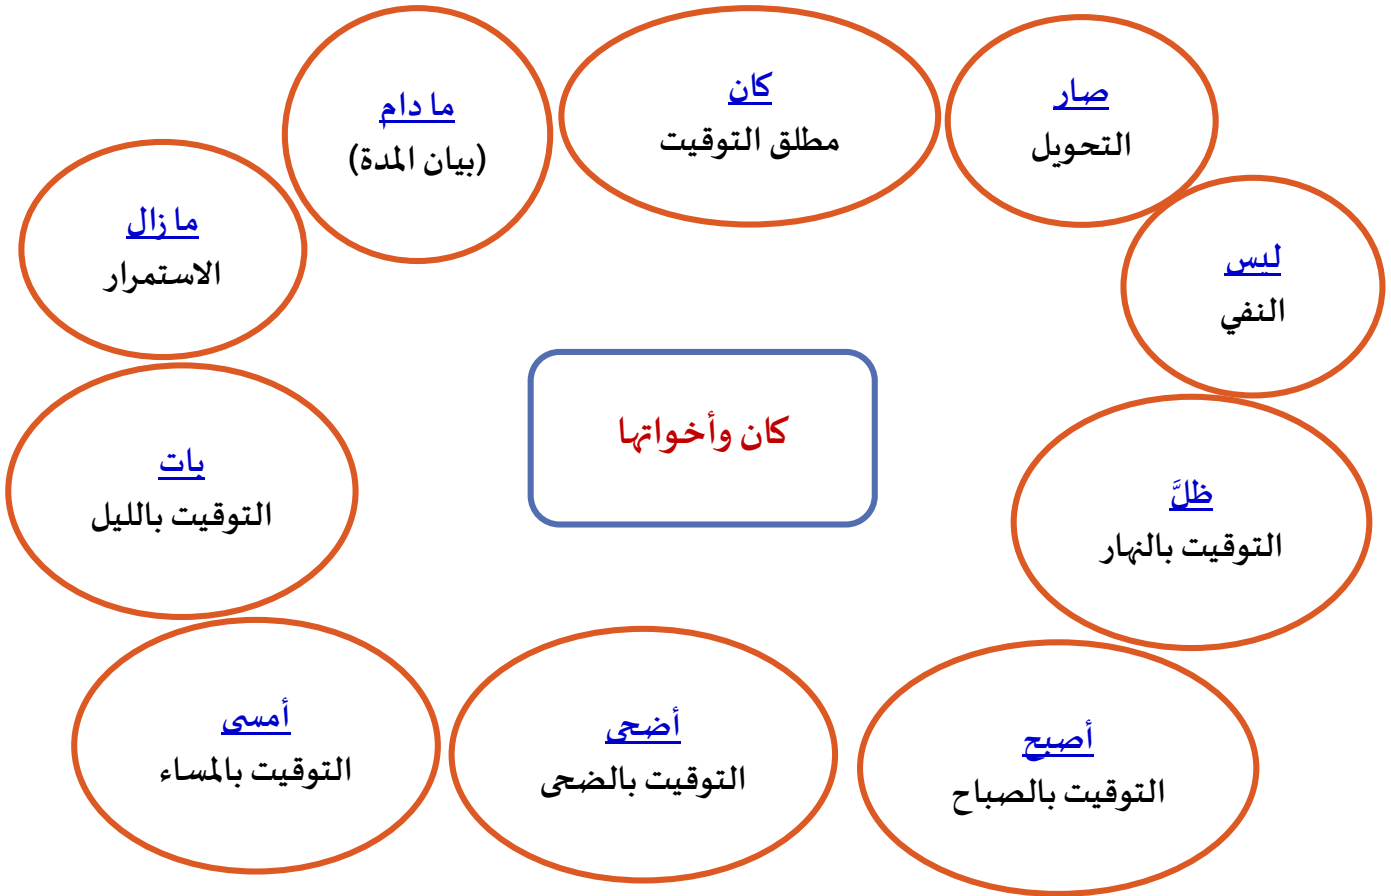 كان وأخواتها
كان
مطلق التوقيت
صار
التحويل
ليس
النفي
ظلَّ
التوقيت بالنهار
أصبح
التوقيت بالصباح
أضحى
التوقيت بالضحى
أمسى
التوقيت بالمساء
بات
التوقيت بالليل
ما زال
الاستمرار
ما دام
(بيان المدة)